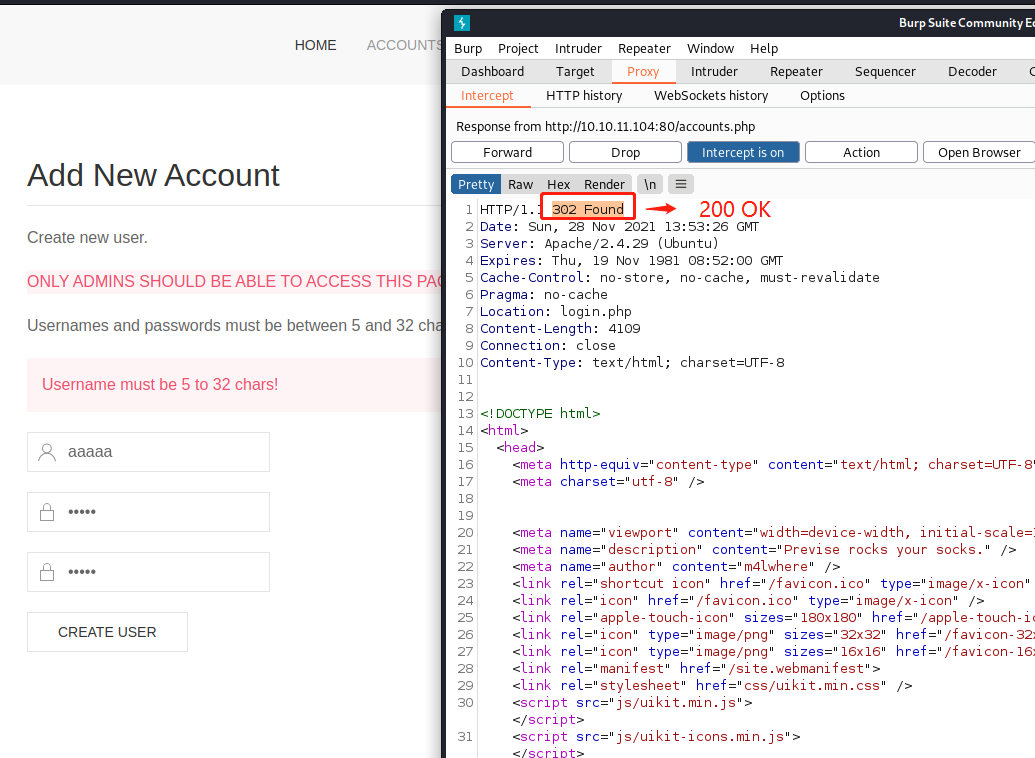 HOME ACCOUNTS
Add New Account
Create new user.
ONLY ADMINS SHOULD BE ABLE TO ACCESS THIS PAG
Usernames and passwords must be between 5 and 32 cha
Username must be 5 to 32 chars!
aaaaa
•••••
•••••
CREATE USER
Burp Suite Community Ed
Burp Project Intruder Repeater Window Help
Dashboard Target Proxy Intruder Repeater Sequencer Decoder C
Intercept HTTP history WebSockets history Options
Response from http://10.10.11.104:80/accounts.php
Forward Drop Intercept is on Action Open Browser
Pretty Raw Hex Render \n ≡
1 HTTP/1.1 302 Found 200 OK
2 Date: Sun, 28 Nov 2021 13:53:26 GMT
3 Server: Apache/2.4.29 (Ubuntu)
4 Expires: Thu, 19 Nov 1981 08:52:00 GMT
5 Cache-Control: no-store, no-cache, must-revalidate
6 Pragma: no-cache
7 Location: login.php
8 Content-Length: 4109
9 Connection: close
10 Content-Type: text/html; charset=UTF-8
11
12
13 <!DOCTYPE html>
14 <html>
15 <head>
16 <meta http-equiv="content-type" content="text/html; charset=UTF-8"
17 <meta charset="utf-8" />
18
19
20 <meta name="viewport" content="width=device-width, initial-scale=1
21 <meta name="description" content="Previse rocks your socks." />
22 <meta name="author" content="m4lwhere" />
23 <link rel="shortcut icon" href="/favicon.ico" type="image/x-icon"
24 <link rel="icon" href="/favicon.ico" type="image/x-icon" />
25 <link rel="apple-touch-icon" sizes="180x180" href="/apple-touch-ic
26 <link rel="icon" type="image/png" sizes="32x32" href="/favicon-32x
27 <link rel="icon" type="image/png" sizes="16x16" href="/favicon-16x
28 <link rel="manifest" href="/site.webmanifest">
29 <link rel="stylesheet" href="css/uikit.min.css" />
30 <script src="js/uikit.min.js">
</script>
31 <script src="js/uikit-icons.min.js">
</script>